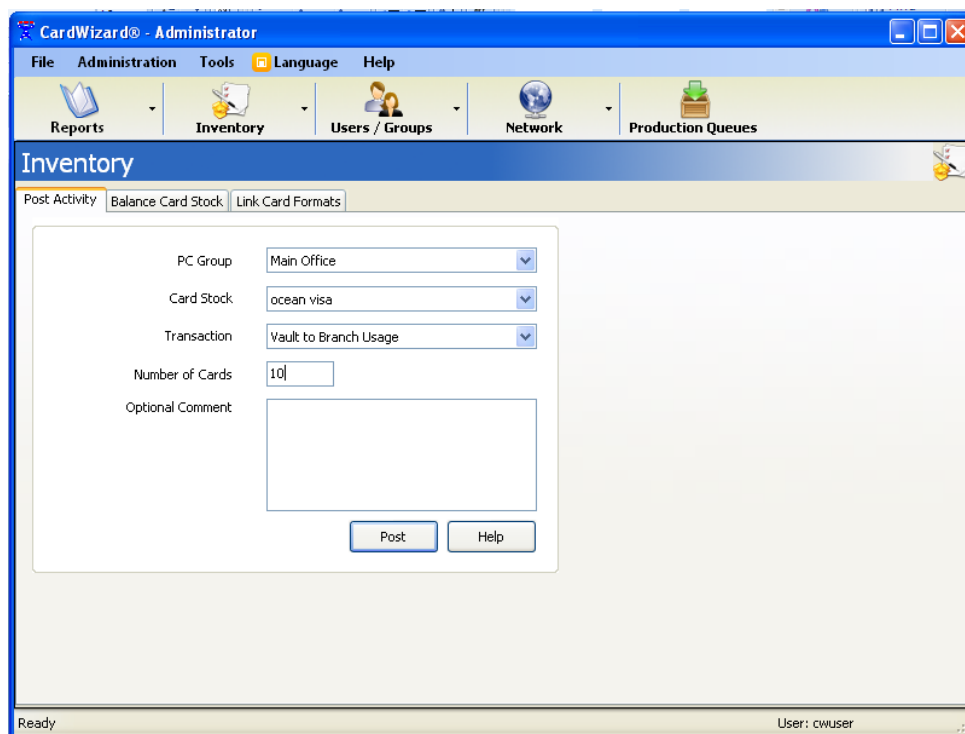 CardWizard® - Administrator
File Administration Tools Language Help
Reports Inventory Users / Groups Network Production Queues
Inventory
Post Activity Balance Card Stock Link Card Formats
PC Group Main Office
Card Stock ocean visa
Transaction Vault to Branch Usage
Number of Cards 10
Optional Comment
Post Help
Ready User: cwuser